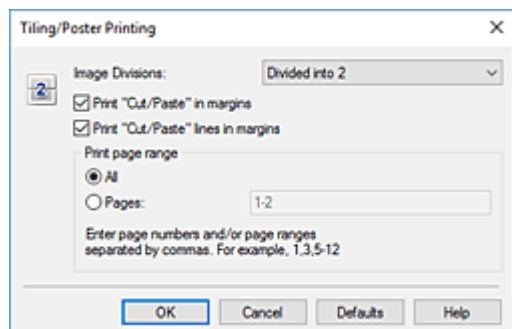 Tiling/Poster Printing
Image Divisions: Divided into 2
2
Print "Cut/Paste" in margins
Print "Cut/Paste" lines in margins
Print page range
All
Pages: 1-2
Enter page numbers and/or page ranges
separated by commas. For example, 1,3,5-12
OK Cancel Defaults Help